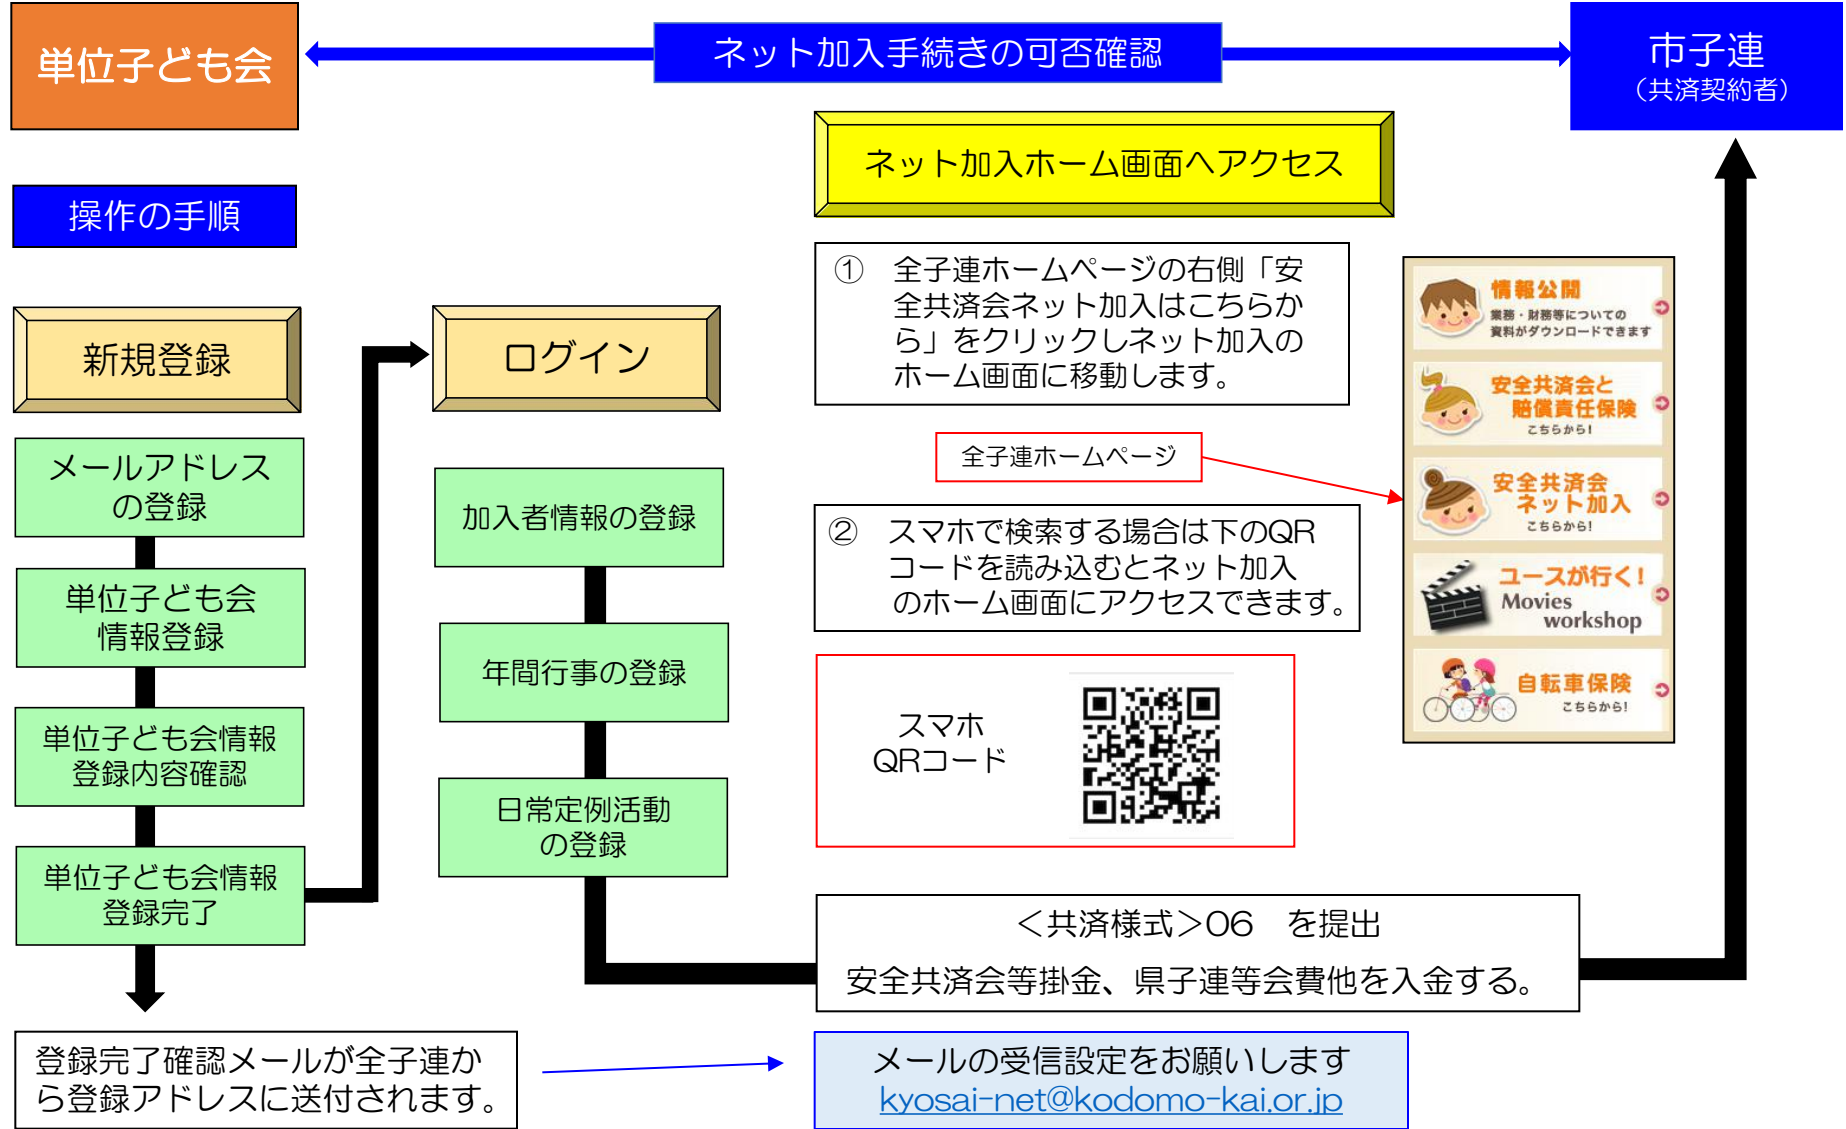 単位子ども会
ネット加入手続きの可否確認
市子連
（共済契約者）
ネット加入ホーム画面へアクセス
操作の手順
① 全子連ホームページの右側「安
全共済会ネット加入はこちらか
ら」をクリックしネット加入の
ホーム画面に移動します。
新規登録
ログイン
メールアドレス
の登録
単位子ども会
情報登録
単位子ども会情報
登録内容確認
単位子ども会情報
登録完了
加入者情報の登録
年間行事の登録
日常定例活動
の登録
全子連ホームページ
② スマホで検索する場合は下のQR
コードを読み込むとネット加入
のホーム画面にアクセスできます。
スマホ
QRコード
情報公開
業務・財務等についての
資料がダウンロードできます
安全共済会と
賠償責任保険
こちらから!
安全共済会
ネット加入
こちらから!
ユースが行く!
Movies
workshop
自転車保険
こちらから!
＜共済様式＞06　を提出
安全共済会等掛金、県子連等会費他を入金する。
登録完了確認メールが全子連か
ら登録アドレスに送付されます。
メールの受信設定をお願いします
kyosai-net@kodomo-kai.or.jp